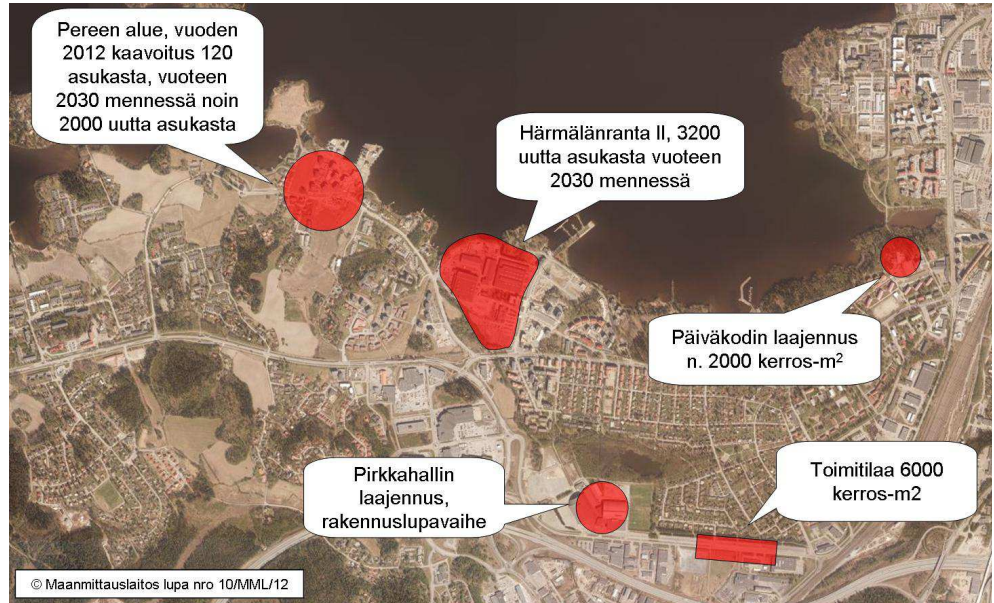 Pereen alue, vuoden
2012 kaavoitus 120
asukasta, vuoteen
2030 mennessä noin
2000 uutta asukasta
Härmälänranta II, 3200
uutta asukasta vuoteen
2030 mennessä
Päiväkodin laajennus
n. 2000 kerros-m²
Pirkkahallin
laajennus,
rakennuslupavaihe
Toimitilaa 6000
kerros-m2
© Maanmittauslaitos lupa nro 10/MML/12